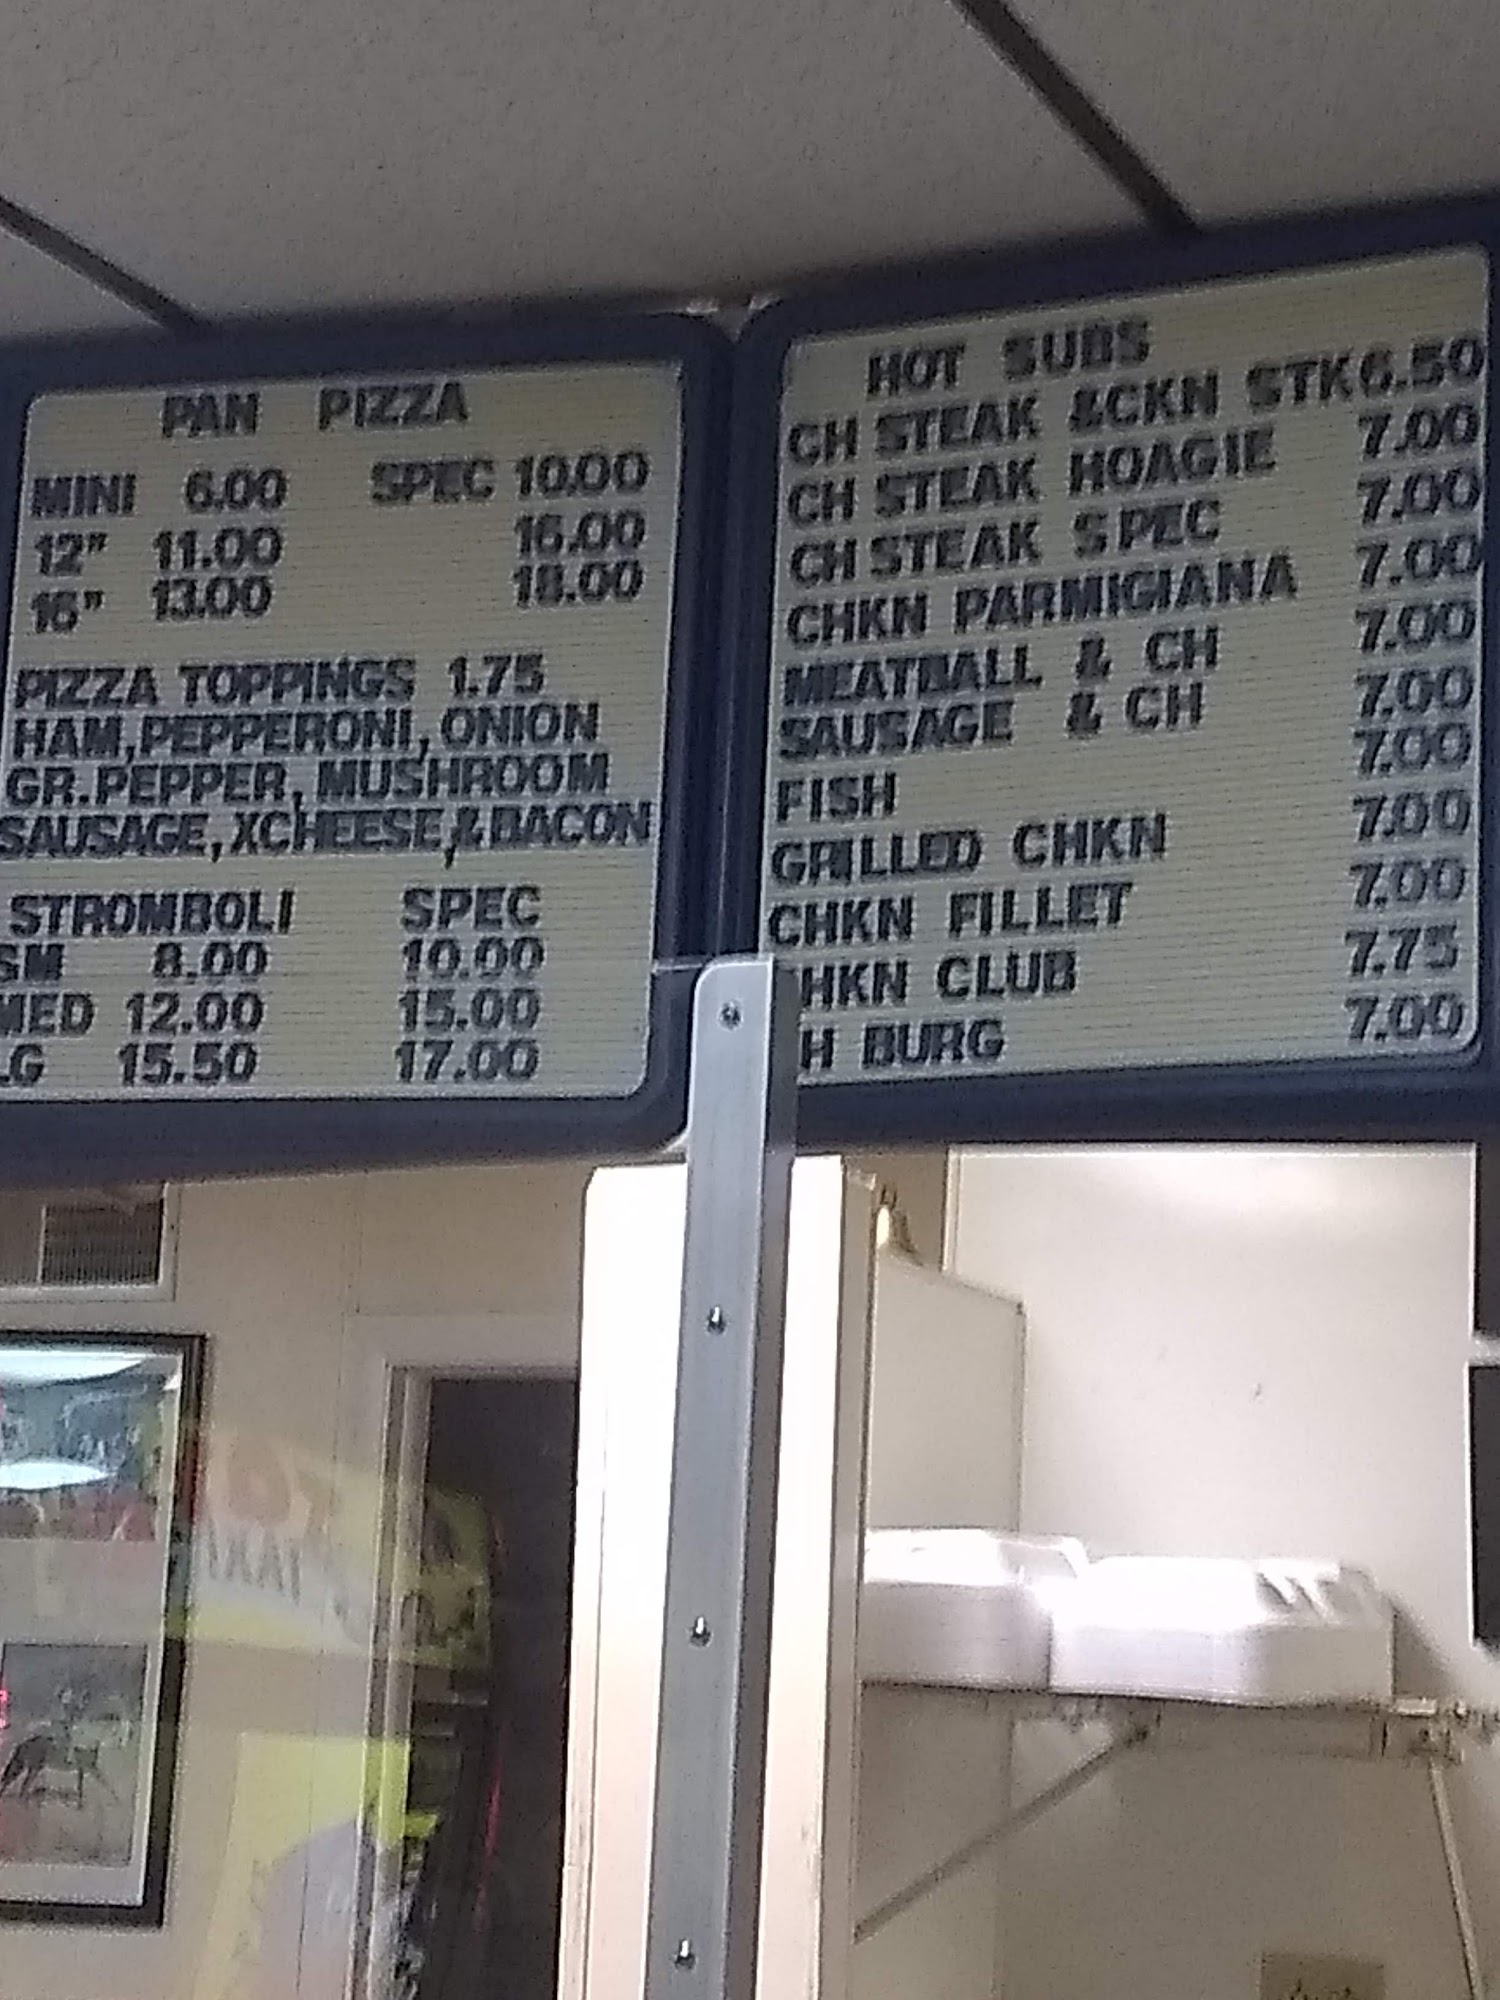 PAN PIZZA
MINI 6.00 SPEC 10.00
12" 11.00 16.00
16" 13.00 18.00
PIZZA TOPPINGS 1.75
HAM, PEPPERONI, ONION
GR. PEPPER, MUSHROOM
SAUSAGE, XCHEESE, & BACON
STROMBOLI SPEC
SM 8.00 10.00
MED 12.00 15.00
LG 15.50 17.00
HOT SUBS
CH STEAK &CKN STK 6.50
CH STEAK HOAGIE 7.00
CH STEAK SPEC 7.00
CHKN PARMIGIANA 7.00
MEATBALL & CH 7.00
SAUSAGE & CH 7.00
FISH 7.00
GRILLED CHKN 7.00
CHKN FILLET 7.00
HKN CLUB 7.75
H BURG 7.00